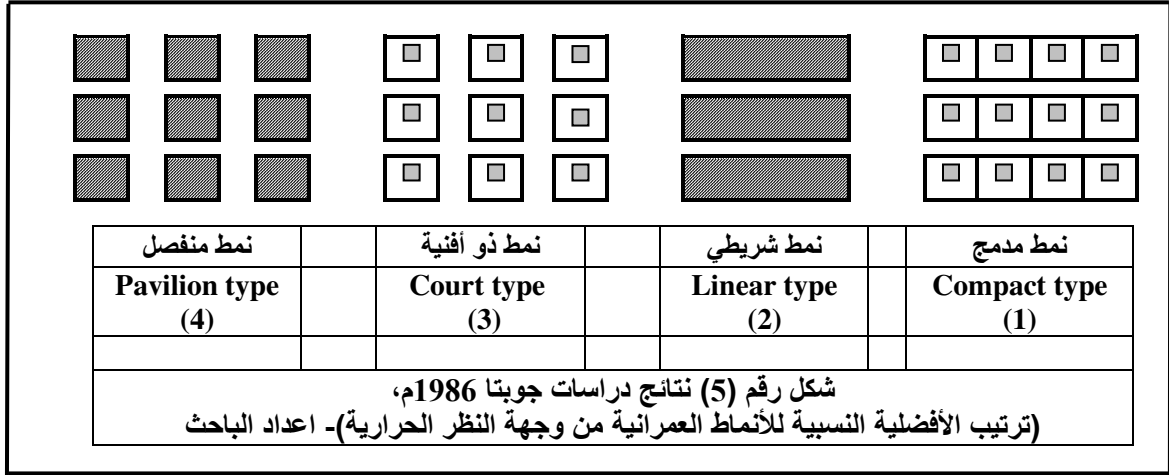 نمط مدمج
نمط شريطي
نمط ذو أفنية
نمط منفصل
Compact type
(1)
Linear type
(2)
Court type
(3)
Pavilion type
(4)
شكل رقم (5) نتائج دراسات جوبتا 1986م،
(ترتيب الأفضلية النسبية للأنماط العمرانية من وجهة النظر الحرارية)- اعداد الباحث